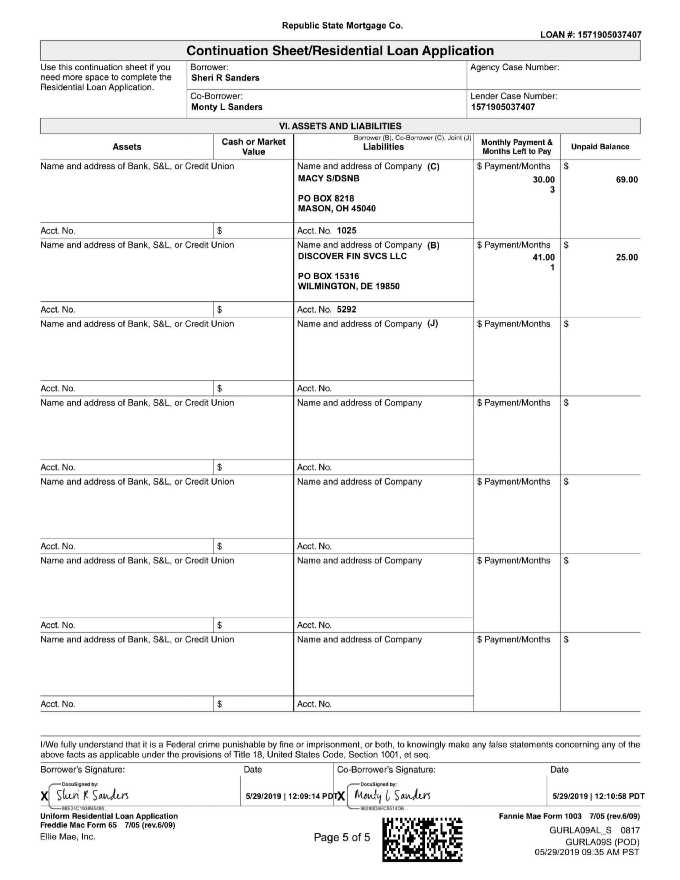 Republic State Mortgage Co.
LOAN #: 1571905037407
Continuation Sheet/Residential Loan Application
Use this continuation sheet if you
need more space to complete the
Residential Loan Application.
Borrower:
Sheri R Sanders
Agency Case Number:
Co-Borrower:
Monty L Sanders
Lender Case Number:
1571905037407
VI. ASSETS AND LIABILITIES
Assets
Cash or Market
Value
Borrower (B), Co-Borrower (C), Joint (J)
Liabilities
Monthly Payment &
Months Left to Pay
Unpaid Balance
Name and address of Bank, S&L, or Credit Union
Name and address of Company (C)
$ Payment/Months
$
MACY S/DSNB
30.00
69.00
3
PO BOX 8218
MASON, OH 45040
Acct. No.
$
Acct. No. 1025
Name and address of Bank, S&L, or Credit Union
Name and address of Company (B)
$ Payment/Months
$
DISCOVER FIN SVCS LLC
41.00
25.00
1
PO BOX 15316
WILMINGTON, DE 19850
Acct. No.
$
Acct. No. 5292
Name and address of Bank, S&L, or Credit Union
Name and address of Company (J)
$ Payment/Months
$
Acct. No.
$
Acct. No.
Name and address of Bank, S&L, or Credit Union
Name and address of Company
$ Payment/Months
$
Acct. No.
$
Acct. No.
Name and address of Bank, S&L, or Credit Union
Name and address of Company
$ Payment/Months
$
Acct. No.
$
Acct. No.
Name and address of Bank, S&L, or Credit Union
Name and address of Company
$ Payment/Months
$
Acct. No.
$
Acct. No.
Name and address of Bank, S&L, or Credit Union
Name and address of Company
$ Payment/Months
$
Acct. No.
$
Acct. No.
I/We fully understand that it is a Federal crime punishable by fine or imprisonment, or both, to knowingly make any false statements concerning any of the
above facts as applicable under the provisions of Title 18, United States Code, Section 1001, et seq.
Borrower's Signature:
Date
Co-Borrower's Signature:
Date
DocuSigned by:
X Sheri R Sanders
5/29/2019 | 12:09:14 PDT
DocuSigned by:
X Monty L Sanders
5/29/2019 | 12:10:58 PDT
Uniform Residential Loan Application
Freddie Mac Form 65 7/05 (rev.6/09)
Fannie Mae Form 1003 7/05 (rev.6/09)
Ellie Mae, Inc.
Page 5 of 5
GURLA09AL_S 0817
GURLA09S (POD)
05/29/2019 09:35 AM PST